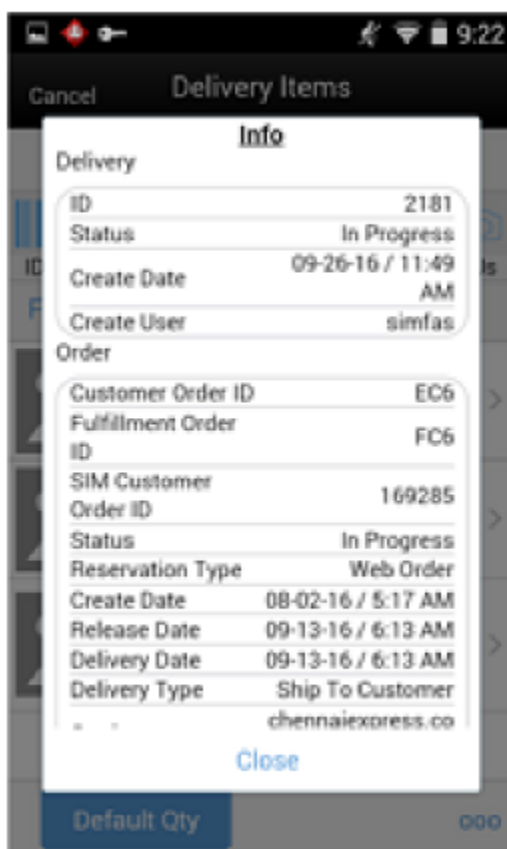 9:22
Cancel Delivery Items
Info
Delivery
ID 2181
Status In Progress
Create Date 09-26-16 / 11:49
AM
Create User simfas
Order
Customer Order ID EC6
Fulfillment Order
ID FC6
SIM Customer
Order ID 169285
Status In Progress
Reservation Type Web Order
Create Date 08-02-16 / 5:17 AM
Release Date 09-13-16 / 6:13 AM
Delivery Date 09-13-16 / 6:13 AM
Delivery Type Ship To Customer
chennaiexpress.co
Close
Default Qty